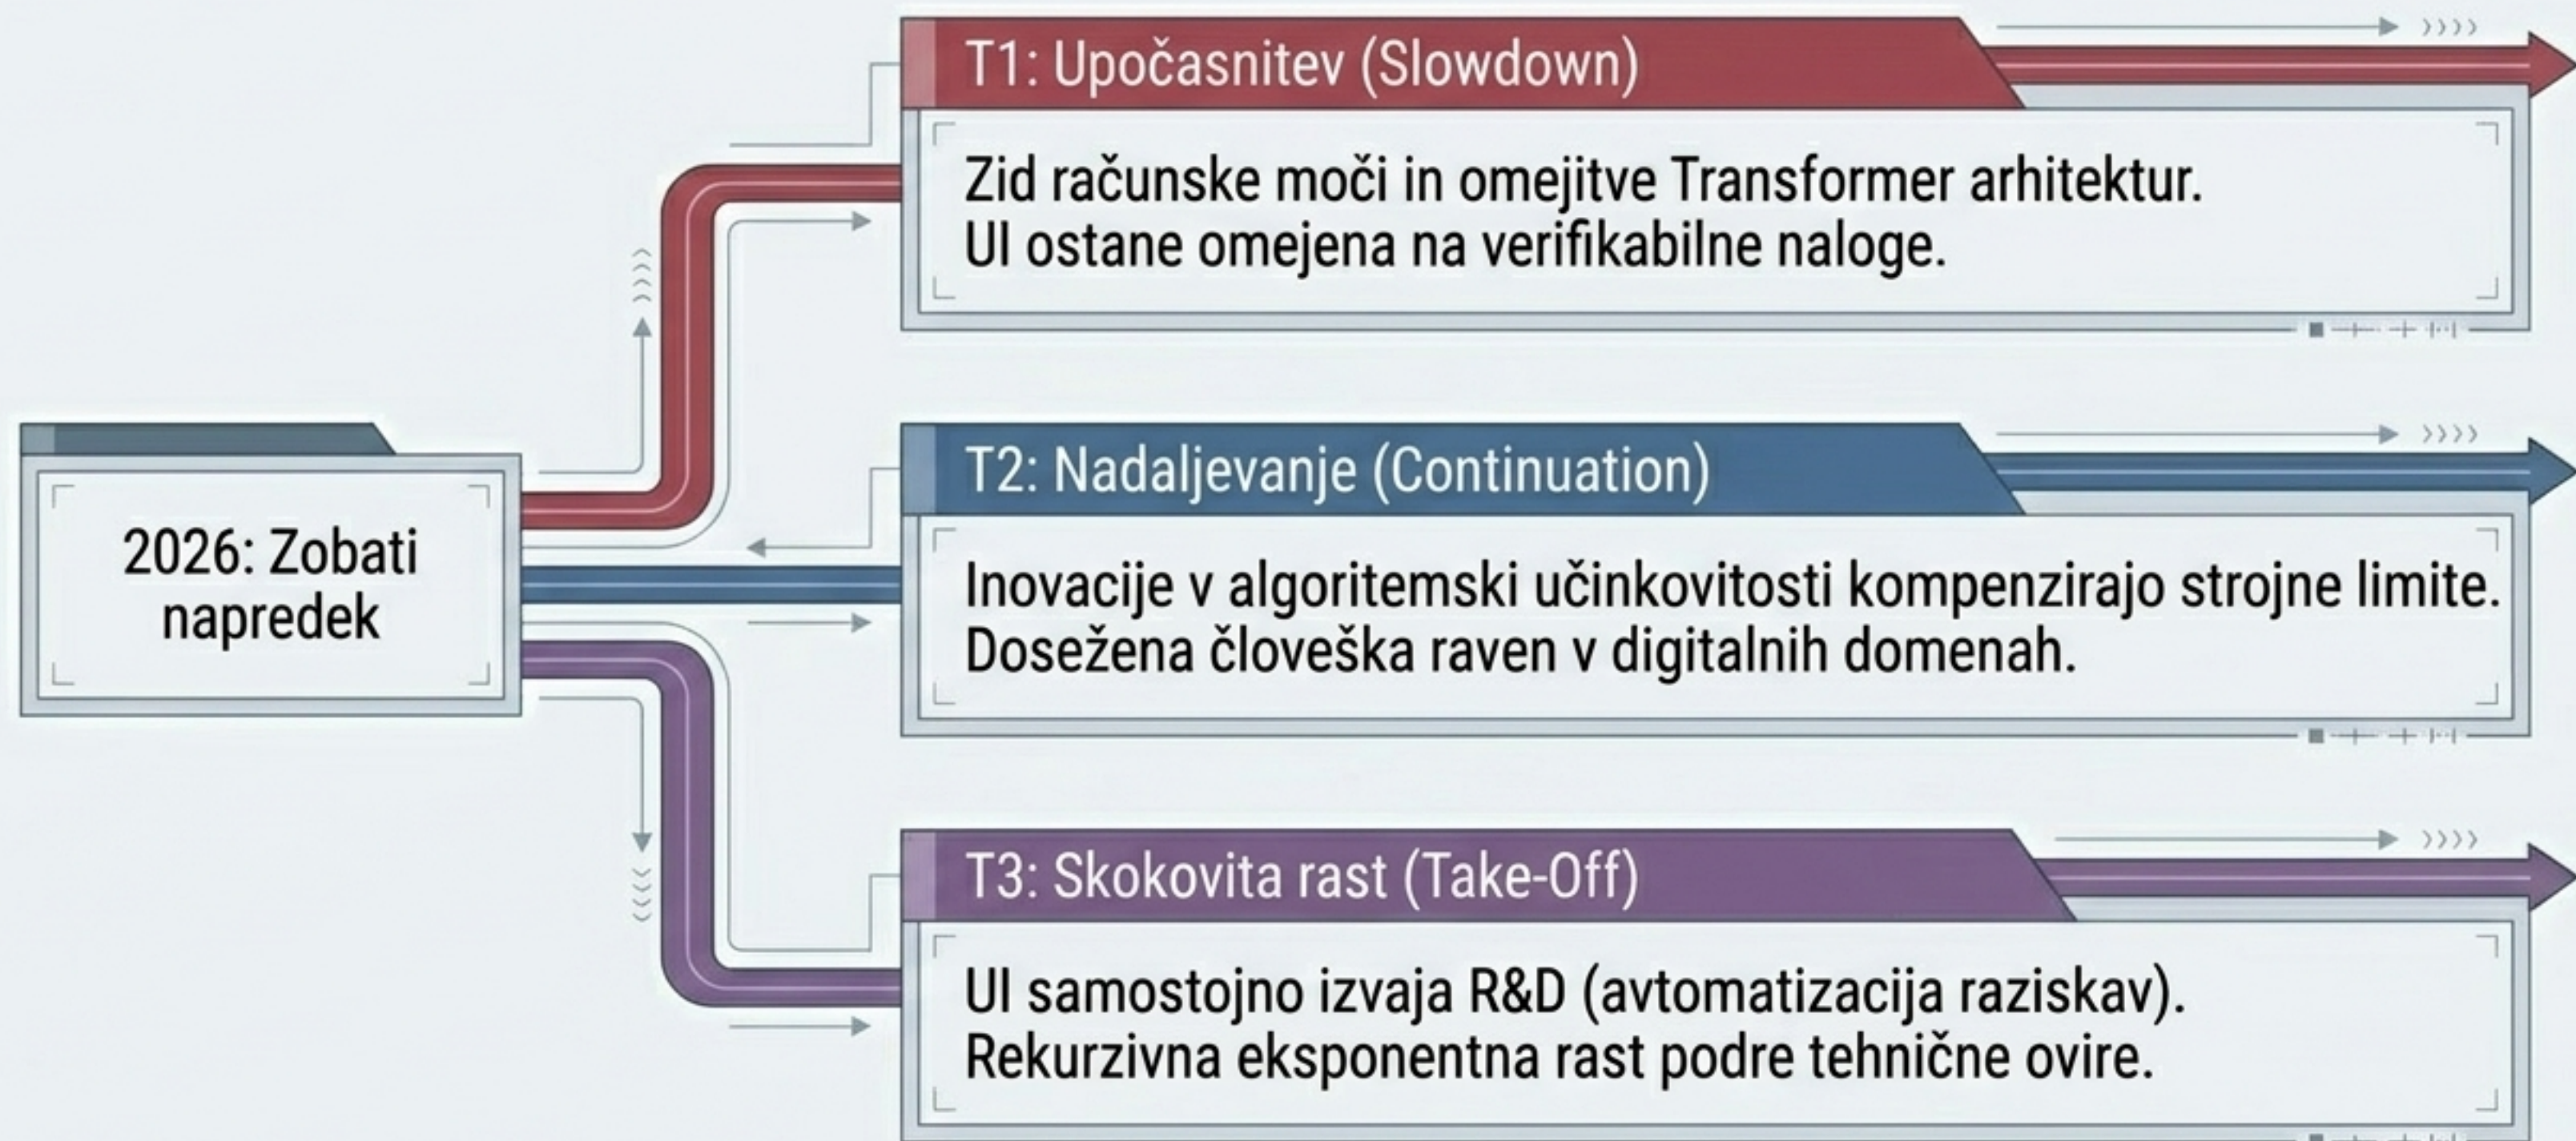 T1: Upočasnitev (Slowdown)
Zid računske moči in omejitve Transformer arhitektur.
UI ostane omejena na verifikabilne naloge.
2026: Zobati
napredek
T2: Nadaljevanje (Continuation)
Inovacije v algoritemski učinkovitosti kompenzirajo strojne limite.
Dosežena človeška raven v digitalnih domenah.
T3: Skokovita rast (Take-Off)
UI samostojno izvaja R&D (avtomatizacija raziskav).
Rekurzivna eksponentna rast podre tehnične ovire.